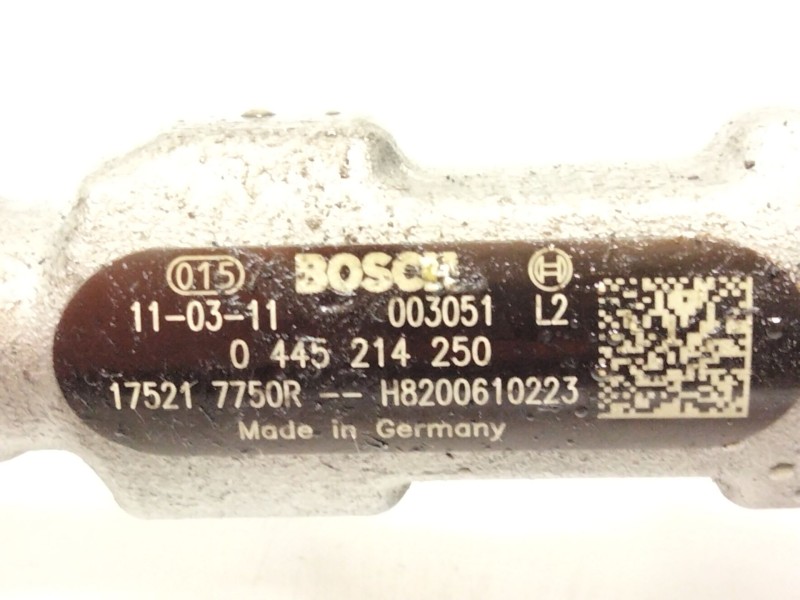 015 BOSCH
11-03-11 003051 L2
0 445 214 250
17521 7750R -- H8200610223
Made in Germany